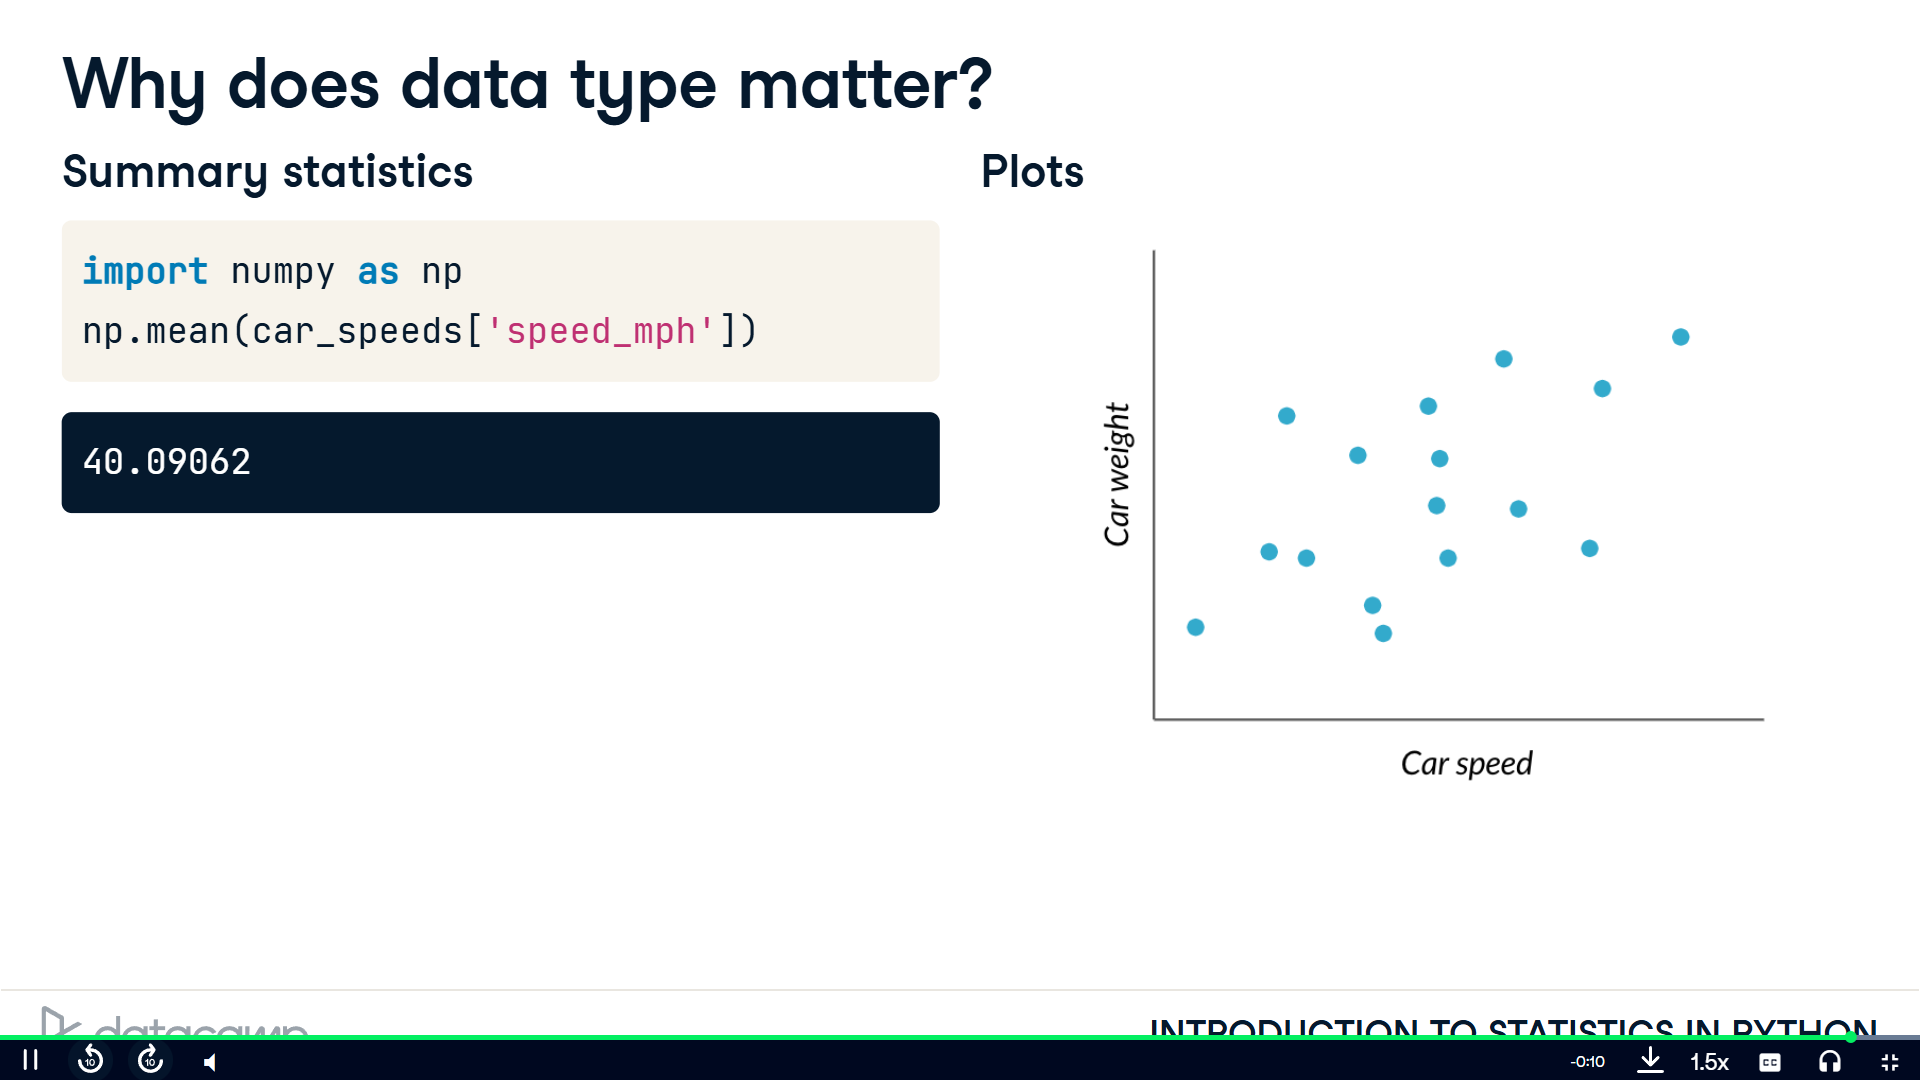 Why does data type matter?
Summary statistics
import numpy as np
np.mean(car_speeds['speed_mph'])
40.09062
Plots
Car weight
Car speed
datacamp
INTRODUCTION TO STATISTICS IN PYTHON
10
10
-0:10
1.5x
CC